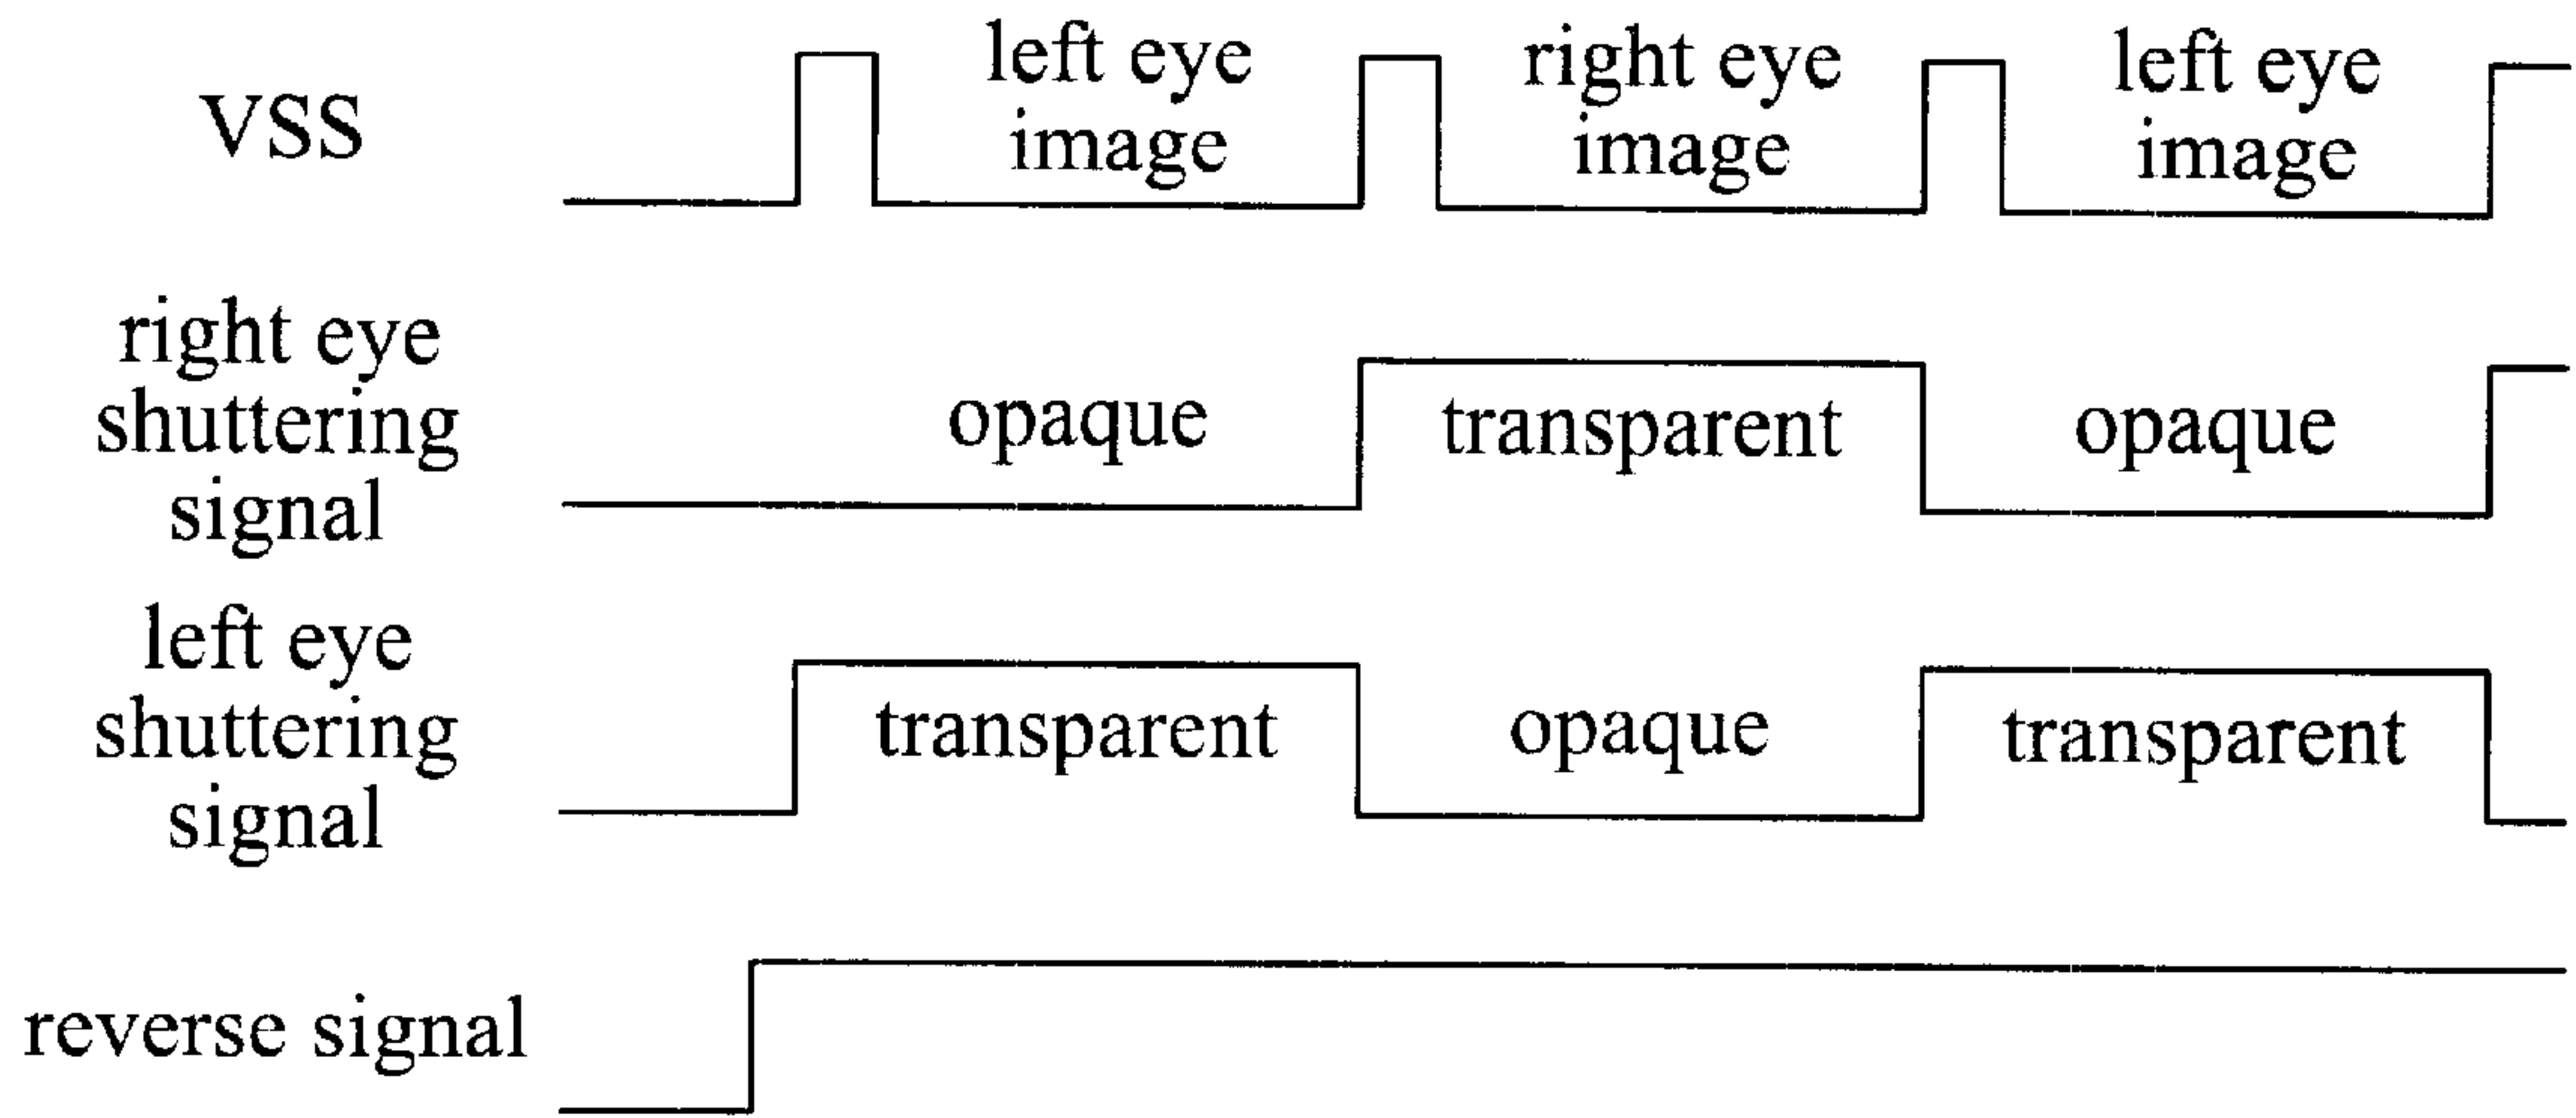 VSS
left eye
image
right eye
image
left eye
image
right eye
shuttering
signal
opaque
transparent
opaque
left eye
shuttering
signal
transparent
opaque
transparent
reverse signal